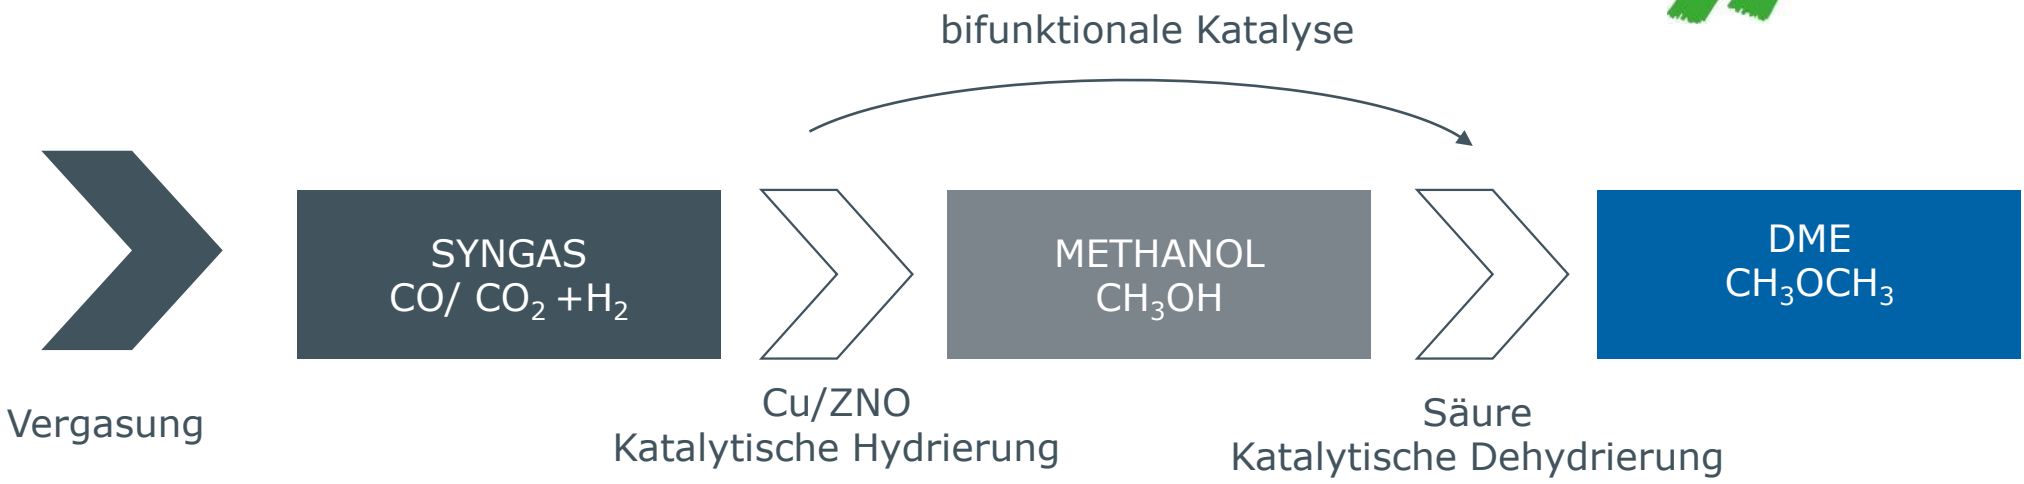 bifunktionale Katalyse
SYNGAS
CO/ CO₂ +H₂
METHANOL
CH₃OH
DME
CH₃OCH₃
Vergasung
Cu/ZNO
Katalytische Hydrierung
Säure
Katalytische Dehydrierung